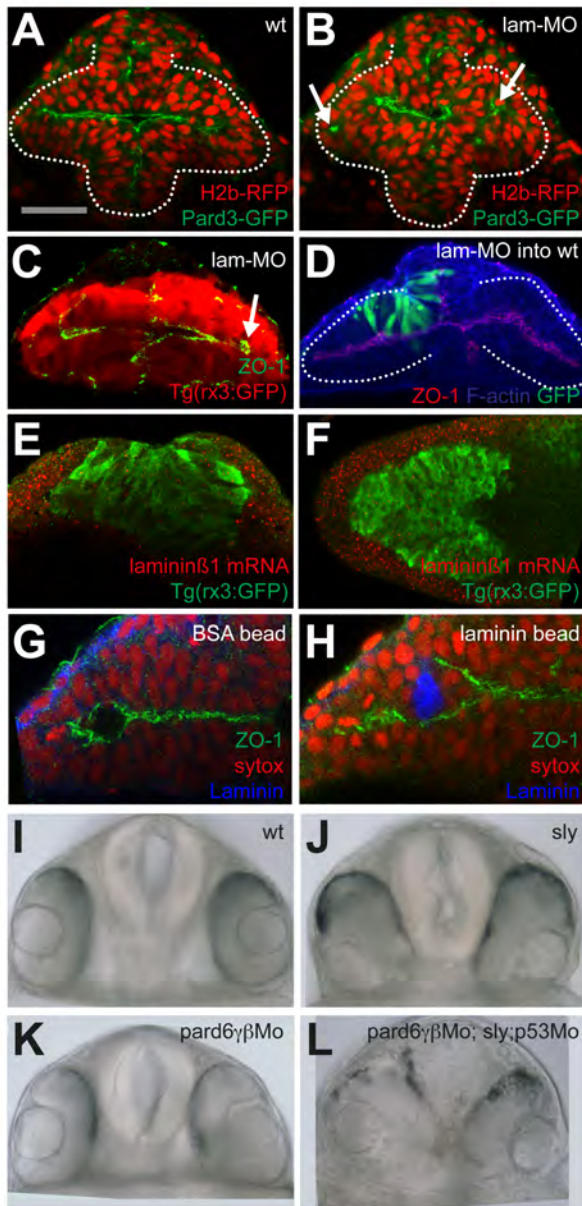 A wt
H2b-RFP
Pard3-GFP
B lam-MO
H2b-RFP
Pard3-GFP
C lam-MO
ZO-1
Tg(rx3:GFP)
D lam-MO into wt
ZO-1 F-actin GFP
E
lamininß1 mRNA
Tg(rx3:GFP)
F
lamininß1 mRNA
Tg(rx3:GFP)
G BSA bead
ZO-1
sytox
Laminin
H laminin bead
ZO-1
sytox
Laminin
I wt
J sly
K pard6γβMo
L pard6γβMo; sly;p53Mo